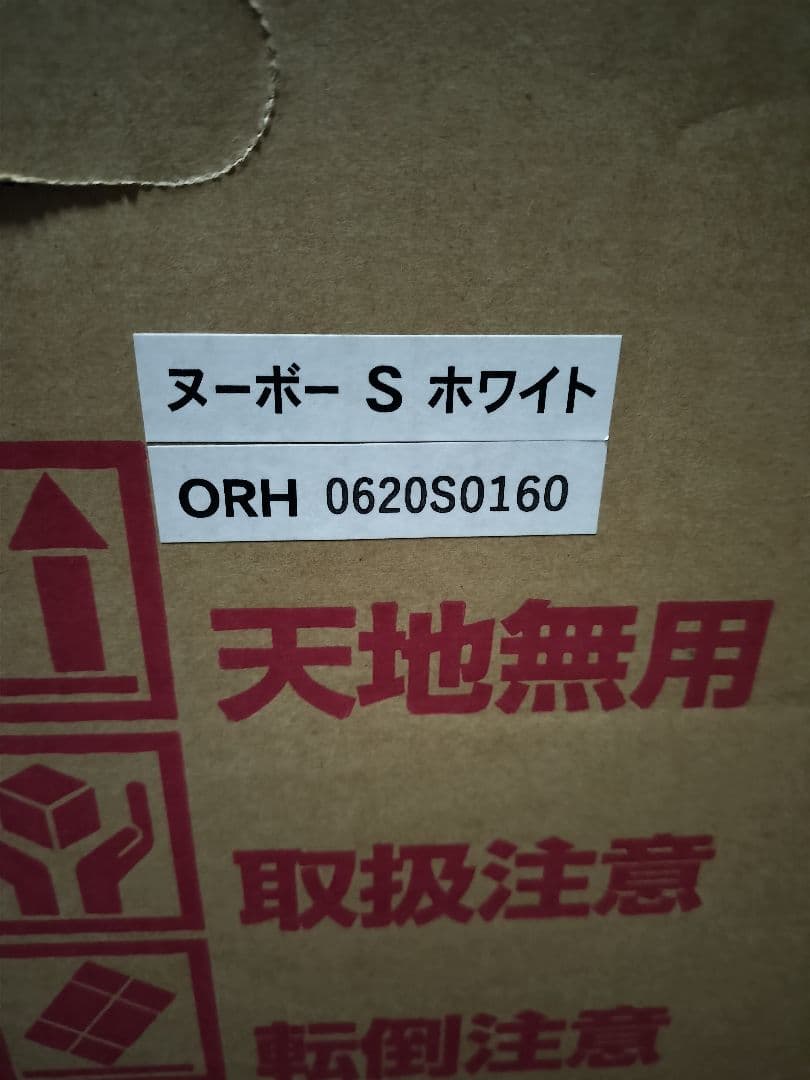 ヌーボー S ホワイト
ORH 0620S0160
天地無用
取扱注意
転倒注意